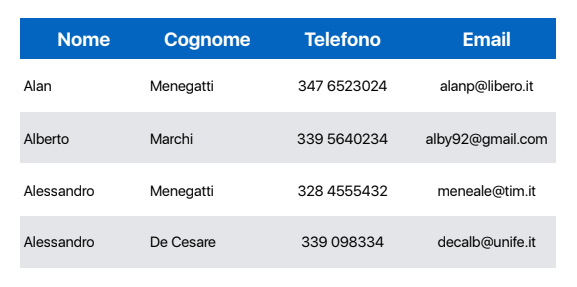 Nome Cognome Telefono Email
Alan Menegatti 347 6523024 alanp@libero.it
Alberto Marchi 339 5640234 alby92@gmail.com
Alessandro Menegatti 328 4555432 meneale@tim.it
Alessandro De Cesare 339 098334 decalb@unife.it